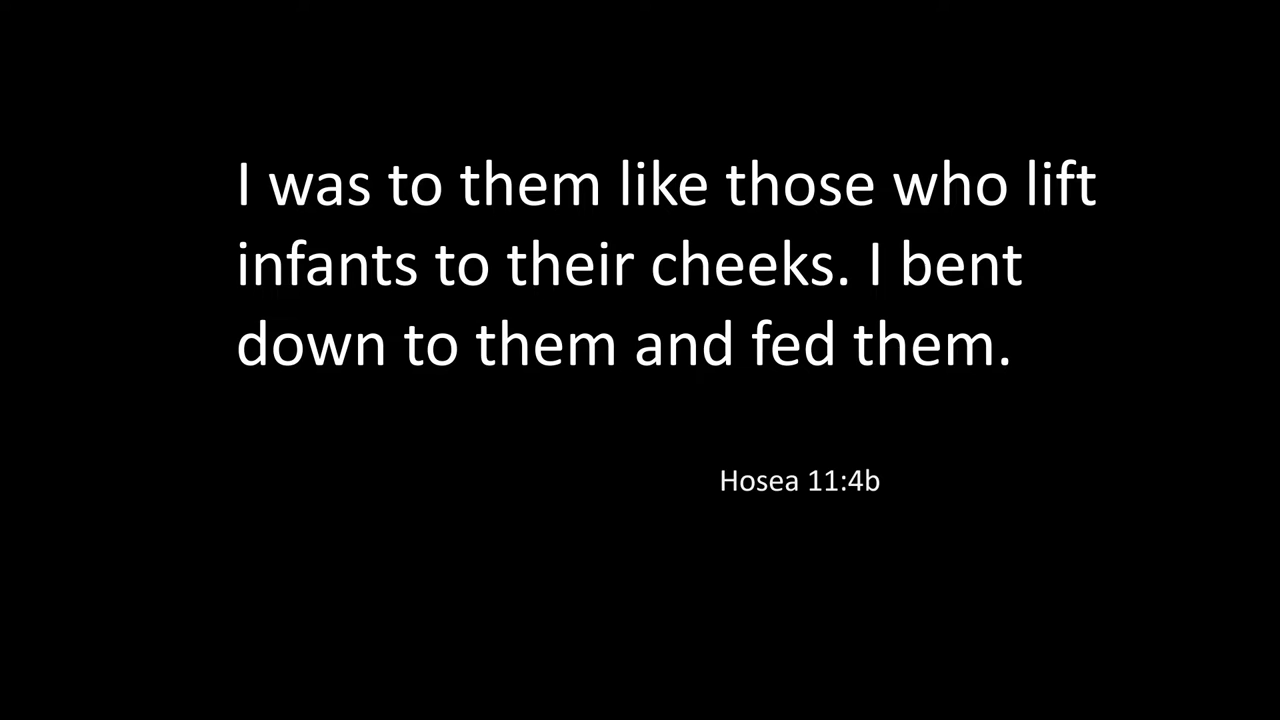 I was to them like those who lift
infants to their cheeks. I bent
down to them and fed them.
Hosea 11:4b